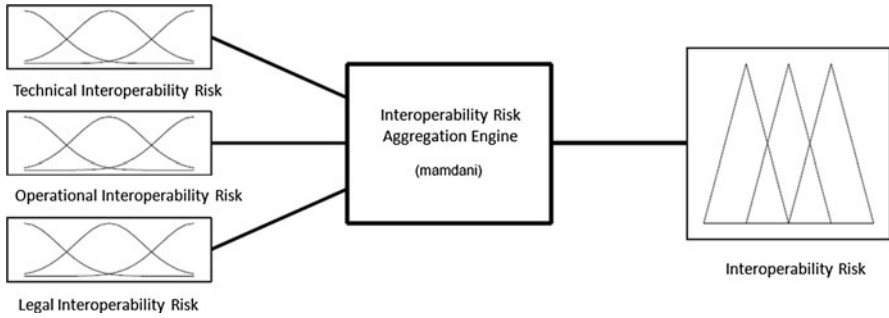 Technical Interoperability Risk
Operational Interoperability Risk
Legal Interoperability Risk
Interoperability Risk
Aggregation Engine
(mamdani)
Interoperability Risk